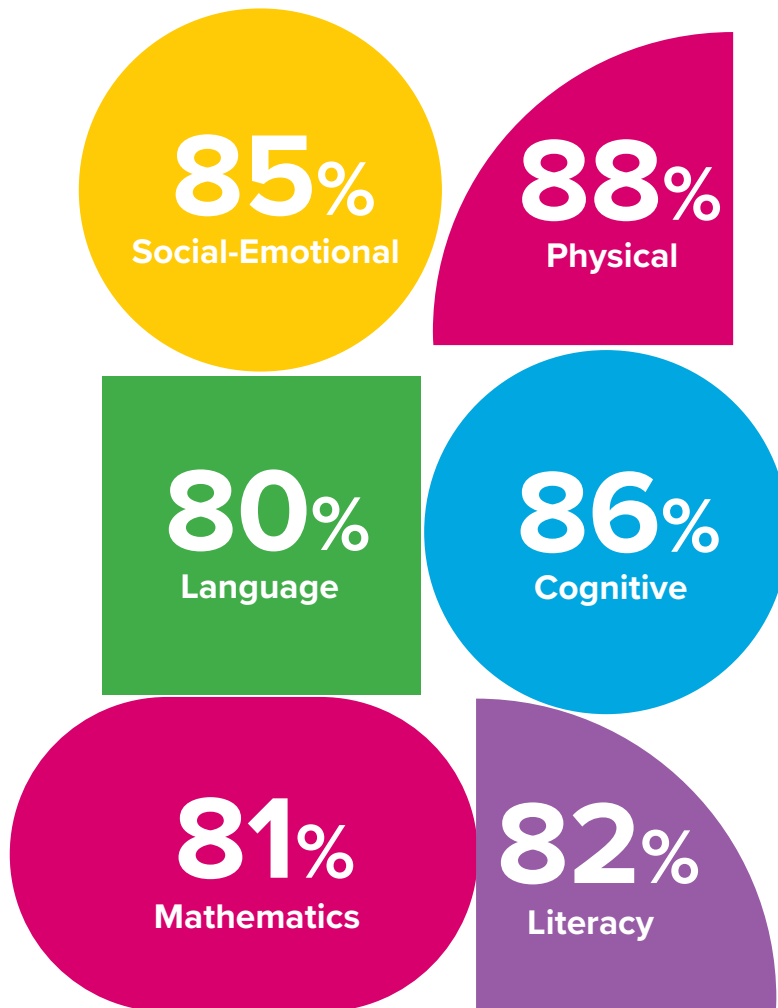 85%
Social-Emotional
88%
Physical
80%
Language
86%
Cognitive
81%
Mathematics
82%
Literacy